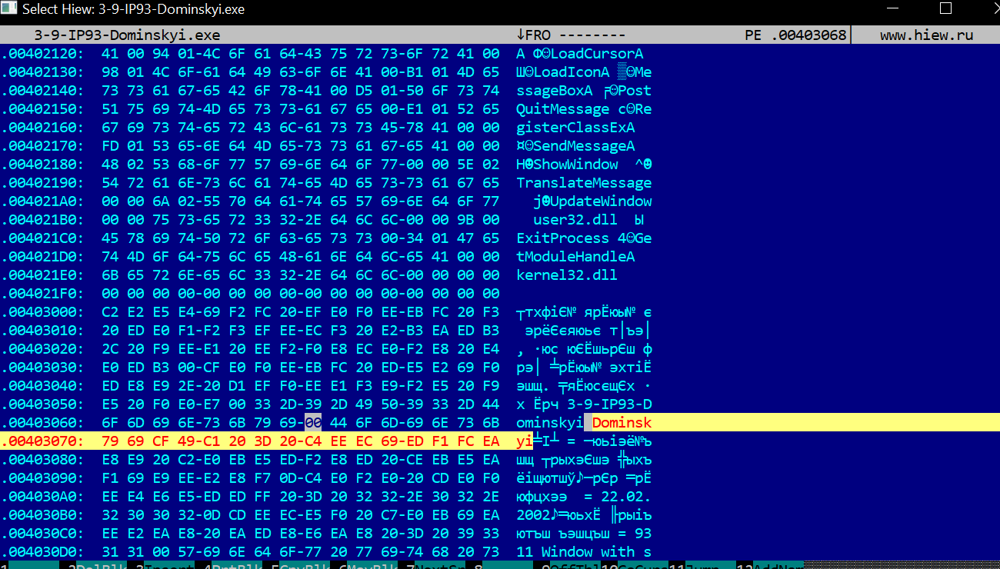 Select Hiew: 3-9-IP93-Dominskyi.exe
3-9-IP93-Dominskyi.exe ↓FRO -------- PE .00403068 www.hiew.ru
.00402120: 41 00 94 01-4C 6F 61 64-43 75 72 73-6F 72 41 00 A Ф☺LoadCursorA
.00402130: 98 01 4C 6F-61 64 49 63-6F 6E 41 00-B1 01 4D 65 Ш☺LoadIconA ▒☺Me
.00402140: 73 73 61 67-65 42 6F 78-41 00 D5 01-50 6F 73 74 ssageBoxA ╒☺Post
.00402150: 51 75 69 74-4D 65 73 73-61 67 65 00-E1 01 52 65 QuitMessage с☺Re
.00402160: 67 69 73 74-65 72 43 6C-61 73 73 45-78 41 00 00 gisterClassExA
.00402170: FD 01 53 65-6E 64 4D 65-73 73 61 67-65 41 00 00 ¤☺SendMessageA
.00402180: 48 02 53 68-6F 77 57 69-6E 64 6F 77-00 00 5E 02 H☻ShowWindow ^☻
.00402190: 54 72 61 6E-73 6C 61 74-65 4D 65 73-73 61 67 65 TranslateMessage
.004021A0: 00 00 6A 02-55 70 64 61-74 65 57 69-6E 64 6F 77 j☻UpdateWindow
.004021B0: 00 00 75 73-65 72 33 32-2E 64 6C 6C-00 00 9B 00 user32.dll Ы
.004021C0: 45 78 69 74-50 72 6F 63-65 73 73 00-34 01 47 65 ExitProcess 4☺Ge
.004021D0: 74 4D 6F 64-75 6C 65 48-61 6E 64 6C-65 41 00 00 tModuleHandleA
.004021E0: 6B 65 72 6E-65 6C 33 32-2E 64 6C 6C-00 00 00 00 kernel32.dll
.004021F0: 00 00 00 00-00 00 00 00-00 00 00 00-00 00 00 00
.00403000: C2 E2 E5 E4-69 F2 FC 20-EF E0 F0 EE-EB FC 20 F3 ┬тхфiЄ№ ярЁюы№ є
.00403010: 20 ED E0 F1-F2 F3 EF EE-EC F3 20 E2-B3 EA ED B3 эрёЄєяюьє т│ъэ│
.00403020: 2C 20 F9 EE-E1 20 EE F2-F0 E8 EC E0-F2 E8 20 E4 , ∙юс юЄЁшьрЄш ф
.00403030: E0 ED B3 00-CF E0 F0 EE-EB FC 20 ED-E5 E2 69 F0 рэ│ ╧рЁюы№ эхтiЁ
.00403040: ED E8 E9 2E-20 D1 EF F0-EE E1 F3 E9-F2 E5 20 F9 эшщ. ╤яЁюсєщЄх ∙
.00403050: E5 20 F0 E0-E7 00 33 2D-39 2D 49 50-39 33 2D 44 х Ёрч 3-9-IP93-D
.00403060: 6F 6D 69 6E-73 6B 79 69-00 44 6F 6D-69 6E 73 6B ominskyi Dominsk
.00403070: 79 69 CF 49-C1 20 3D 20-C4 EE EC 69-ED F1 FC EA yi╧I┴ = ─юьiэё№ъ
.00403080: E8 E9 20 C2-E0 EB E5 ED-F2 E8 ED 20-CE EB E5 EA шщ ┬рыхэЄшэ ╬ыхъ
.00403090: F1 69 E9 EE-E2 E8 F7 0D-C4 E0 F2 E0-20 CD E0 F0 ёiщютшў♪─рЄр ═рЁ
.004030A0: EE E4 E6 E5-ED ED FF 20-3D 20 32 32-2E 30 32 2E юфцхээ  = 22.02.
.004030B0: 32 30 30 32-0D CD EE EC-E5 F0 20 C7-E0 EB 69 EA 2002♪═юьхЁ ╟рыiъ
.004030C0: EE E2 EA E8-20 EA ED E8-E6 EA E8 20-3D 20 39 33 ютъш ъэшцъш = 93
.004030D0: 31 31 00 57-69 6E 64 6F-77 20 77 69-74 68 20 73 11 Window with s